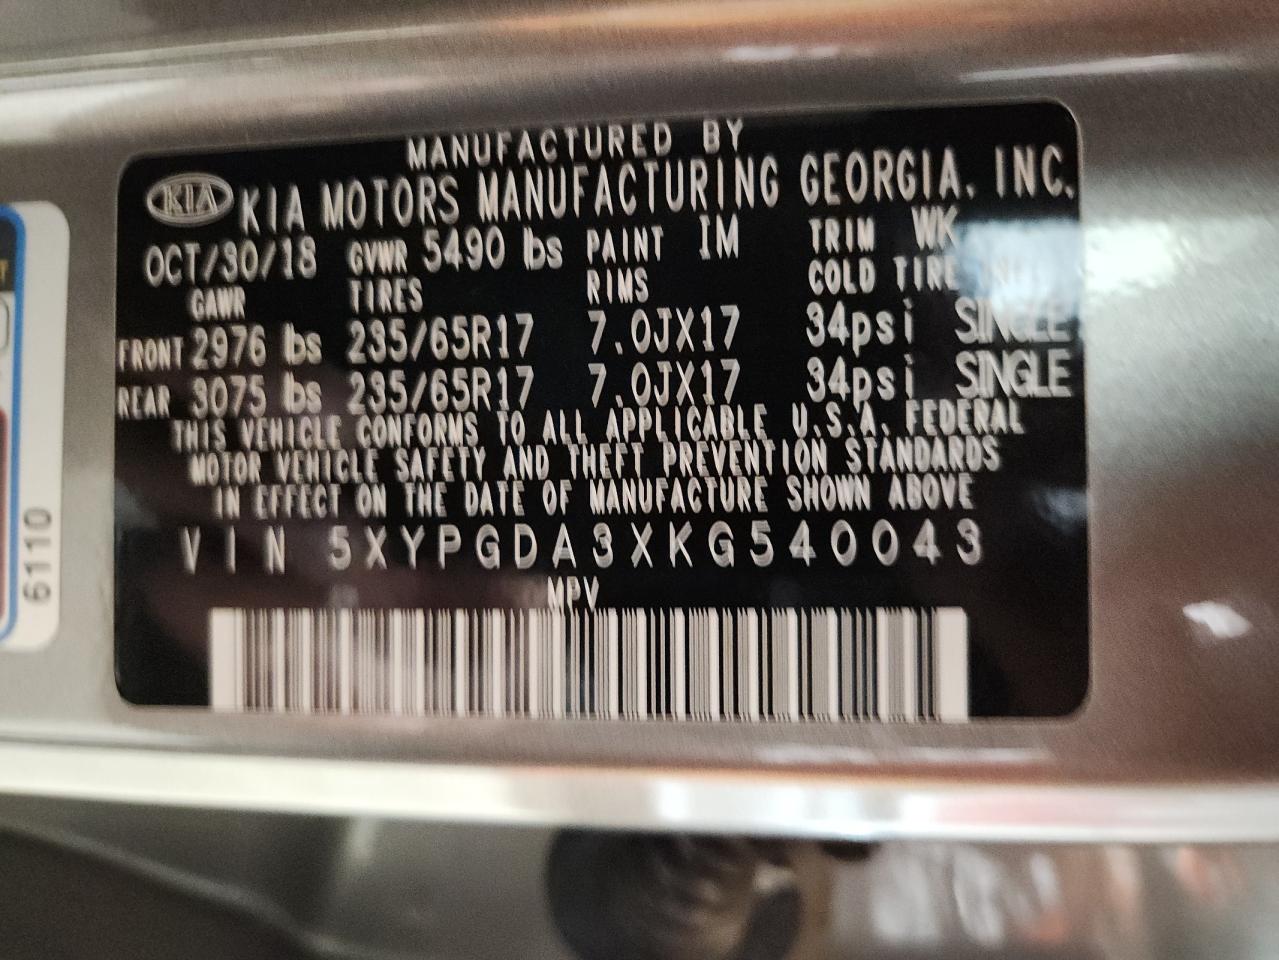 MANUFACTURED BY
KIA KIA MOTORS MANUFACTURING GEORGIA, INC.
OCT/30/18 GVWR 5490 lbs PAINT IM TRIM WK
GAWR TIRES RIMS COLD TIRE
FRONT 2976 lbs 235/65R17 7.0JX17 34psi SINGLE
REAR 3075 lbs 235/65R17 7.0JX17 34psi SINGLE
THIS VEHICLE CONFORMS TO ALL APPLICABLE U.S.A. FEDERAL
MOTOR VEHICLE SAFETY AND THEFT PREVENTION STANDARDS
IN EFFECT ON THE DATE OF MANUFACTURE SHOWN ABOVE
VIN 5XYPGDA3XKG540043
MPV
6110